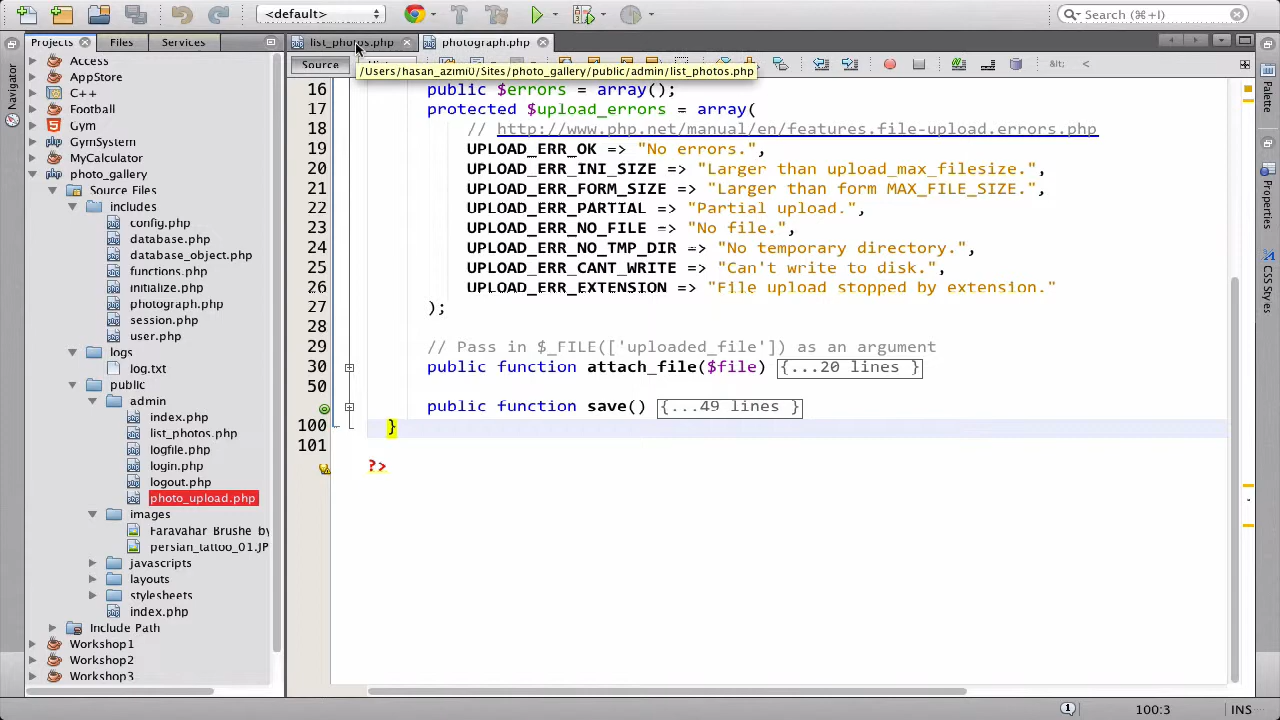 <default>
Search (⌘+I)
Projects
Files
Services
list_photos.php
photograph.php
Source
/Users/hasan_azimi0/Sites/photo_gallery/public/admin/list_photos.php
Navigator
Palette
Properties
CSS Styles
Access
AppStore
C++
Football
Gym
GymSystem
MyCalculator
photo_gallery
Source Files
includes
config.php
database.php
database_object.php
functions.php
initialize.php
photograph.php
session.php
user.php
logs
log.txt
public
admin
index.php
list_photos.php
logfile.php
login.php
logout.php
photo_upload.php
images
Faravahar_Brushe_by
persian_tattoo_01.JP
javascripts
layouts
stylesheets
index.php
Include Path
Workshop1
Workshop2
Workshop3
16 public $errors = array();
17 protected $upload_errors = array(
18 // http://www.php.net/manual/en/features.file-upload.errors.php
19 UPLOAD_ERR_OK => "No errors.",
20 UPLOAD_ERR_INI_SIZE => "Larger than upload_max_filesize.",
21 UPLOAD_ERR_FORM_SIZE => "Larger than form MAX_FILE_SIZE.",
22 UPLOAD_ERR_PARTIAL => "Partial upload.",
23 UPLOAD_ERR_NO_FILE => "No file.",
24 UPLOAD_ERR_NO_TMP_DIR => "No temporary directory.",
25 UPLOAD_ERR_CANT_WRITE => "Can't write to disk.",
26 UPLOAD_ERR_EXTENSION => "File upload stopped by extension."
27 );
28
29 // Pass in $_FILE(['uploaded_file']) as an argument
30 public function attach_file($file) {...20 lines }
50
public function save() {...49 lines }
100 }
101
?>
100:3
INS